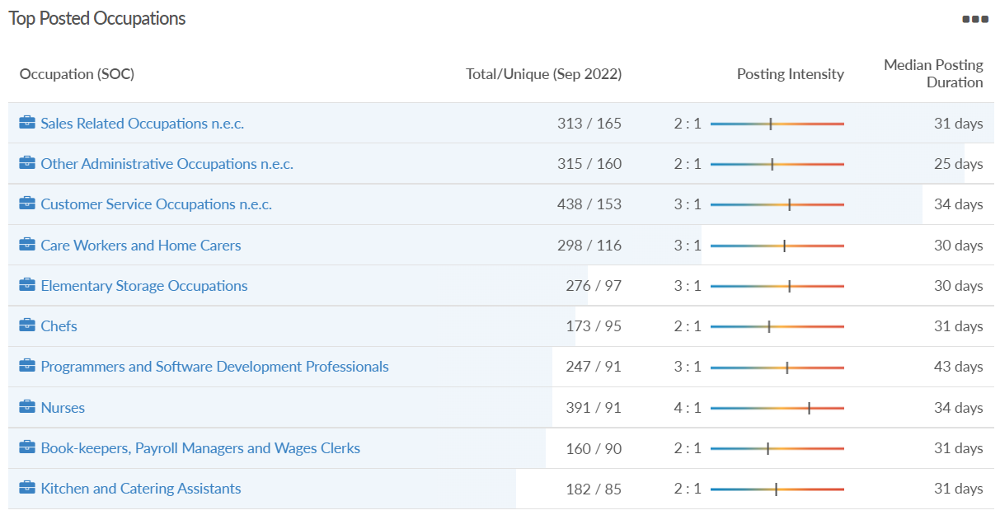 Top Posted Occupations
Occupation (SOC) Total/Unique (Sep 2022) Posting Intensity Median Posting Duration
Sales Related Occupations n.e.c. 313 / 165 2 : 1 31 days
Other Administrative Occupations n.e.c. 315 / 160 2 : 1 25 days
Customer Service Occupations n.e.c. 438 / 153 3 : 1 34 days
Care Workers and Home Carers 298 / 116 3 : 1 30 days
Elementary Storage Occupations 276 / 97 3 : 1 30 days
Chefs 173 / 95 2 : 1 31 days
Programmers and Software Development Professionals 247 / 91 3 : 1 43 days
Nurses 391 / 91 4 : 1 34 days
Book-keepers, Payroll Managers and Wages Clerks 160 / 90 2 : 1 31 days
Kitchen and Catering Assistants 182 / 85 2 : 1 31 days